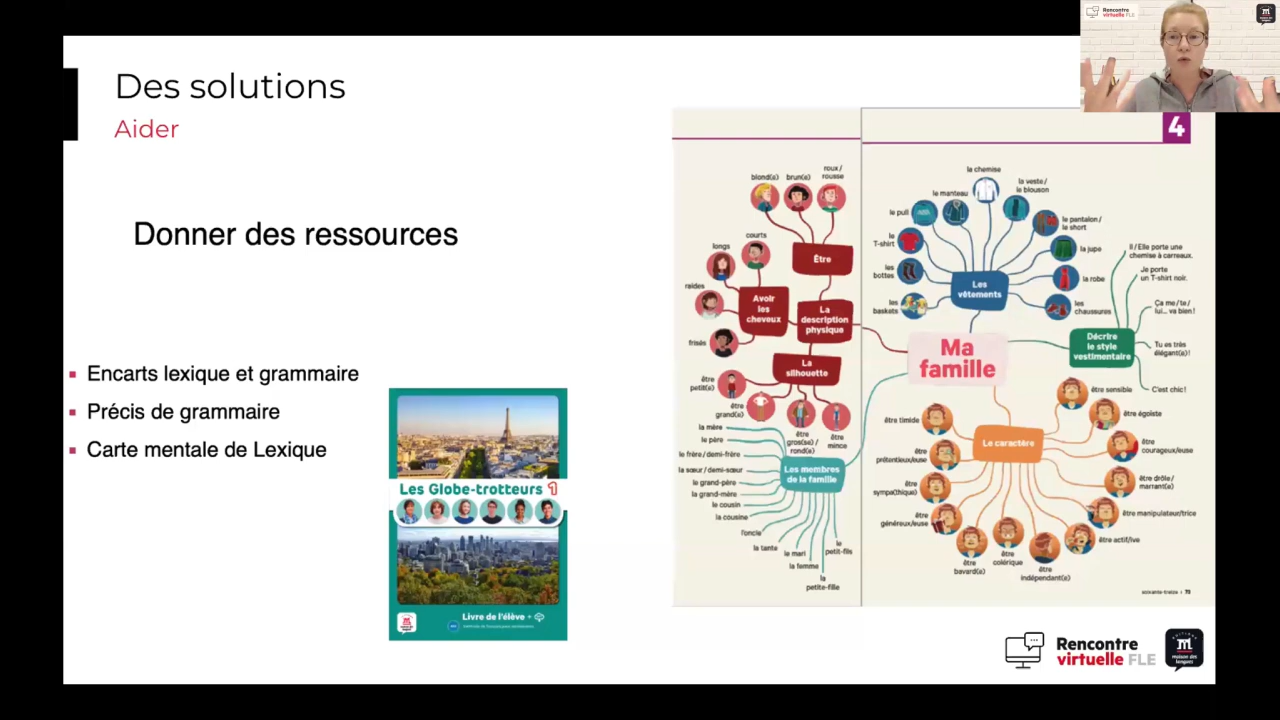 Des solutions
Aider
Donner des ressources
Encarts lexique et grammaire
Précis de grammaire
Carte mentale de Lexique
Les Globe-trotteurs 1
Livre de l'élève +
Rencontre
virtuelle FLE
4
blond(e)
brun(e)
roux /
rousse
courts
longs
raides
frisés
Être
Avoir
les
cheveux
La
description
physique
La
silhouette
être
petit(e)
être
grand(e)
être
gros(se) /
rond(e)
être
mince
la mère
le père
le frère / demi-frère
la sœur / demi-sœur
le grand-père
la grand-mère
le cousin
la cousine
l'oncle
la tante
le mari
la femme
la
petite-fille
le
petit-fils
Les membres
de la famille
Ma
famille
la chemise
le manteau
la veste /
le blouson
le pull
le pantalon /
le short
le
T-shirt
la jupe
les
bottes
la robe
les
baskets
les
chaussures
Les
vêtements
Décrire
le style
vestimentaire
Il / Elle porte une
chemise à carreaux.
Je porte
un T-shirt noir.
Ça me / te /
lui... va bien !
Tu es très
élégant(e) !
C'est chic !
Le caractère
être sensible
être égoïste
être
courageux/euse
être drôle /
marrant(e)
être manipulateur/trice
être actif/ive
être
indépendant(e)
être
colérique
être
bavard(e)
être
généreux/euse
être
sympa(thique)
être
prétentieux/euse
être timide
soixante-treize • 73
Rencontre
virtuelle FLE
maison des
langues